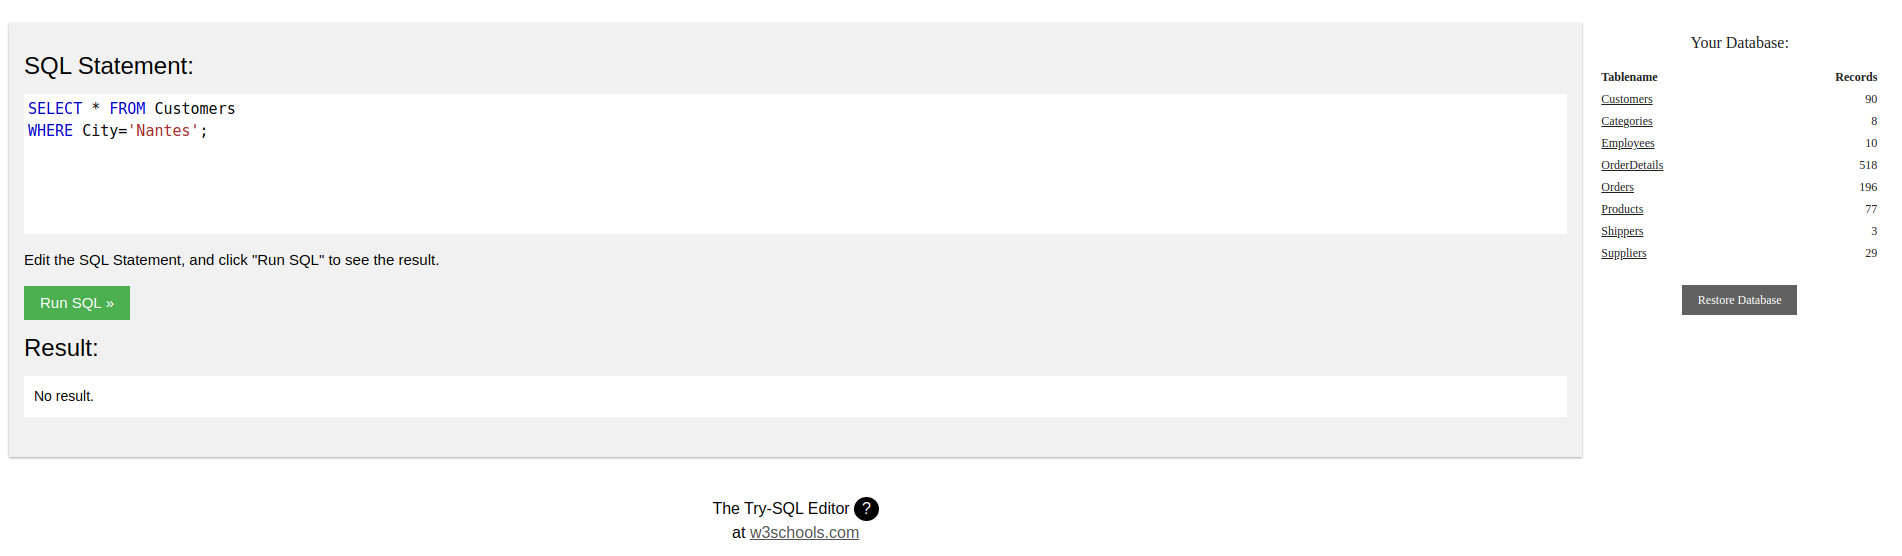 SQL Statement:
SELECT * FROM Customers
WHERE City='Nantes';
Edit the SQL Statement, and click "Run SQL" to see the result.
Run SQL »
Result:
No result.
The Try-SQL Editor ?
at w3schools.com
Your Database:
Tablename Records
Customers 90
Categories 8
Employees 10
OrderDetails 518
Orders 196
Products 77
Shippers 3
Suppliers 29
Restore Database